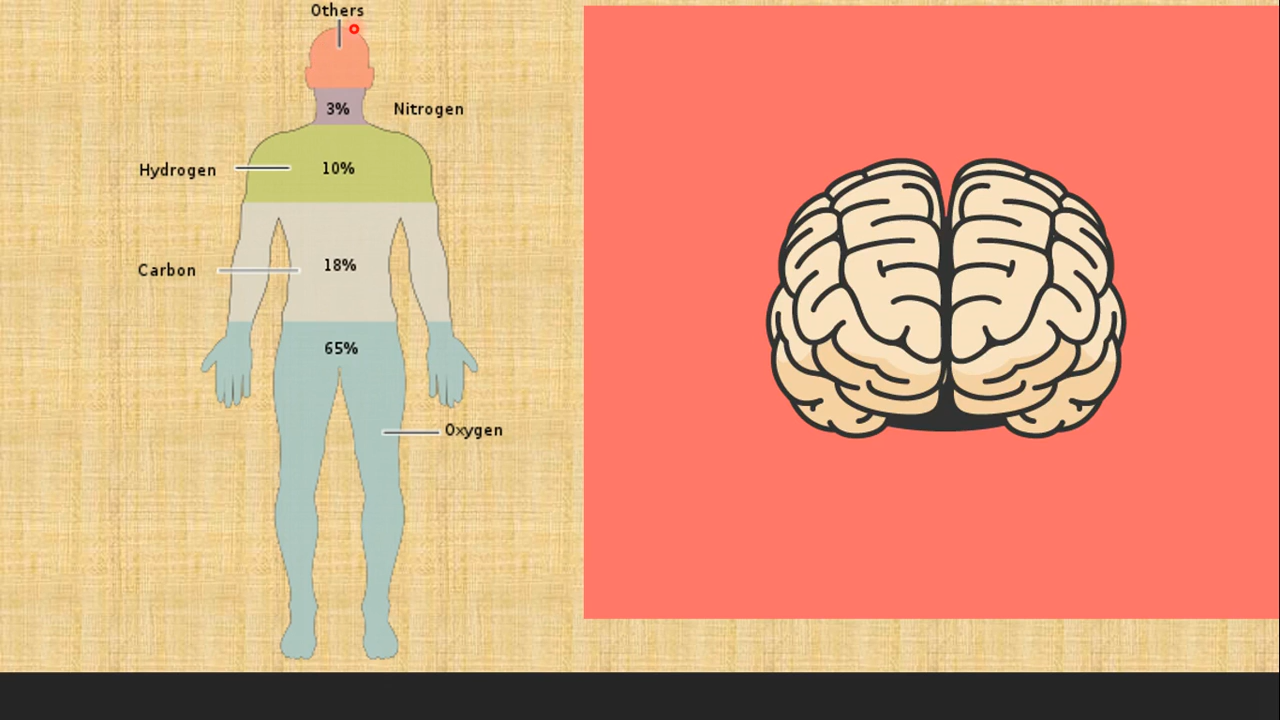 Others
3%
Nitrogen
Hydrogen
10%
Carbon
18%
65%
Oxygen